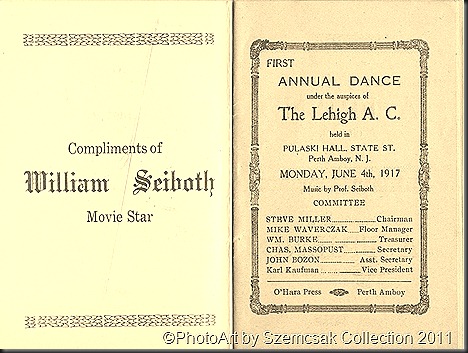 Compliments of
William Seiboth
Movie Star
FIRST
ANNUAL DANCE
under the auspices of
The Lehigh A. C.
held in
PULASKI HALL, STATE ST.
Perth Amboy, N. J.
MONDAY, JUNE 4th, 1917
Music by Prof. Seiboth
COMMITTEE
STEVE MILLER....................Chairman
MIKE WAVERCZAK....Floor Manager
WM. BURKE......................Treasurer
CHAS. MASSOPUST............Secretary
JOHN BOZON............Asst. Secretary
Karl Kaufman..............Vice President
O'Hara Press Perth Amboy
©PhotoArt by Szemcsak Collection 2011